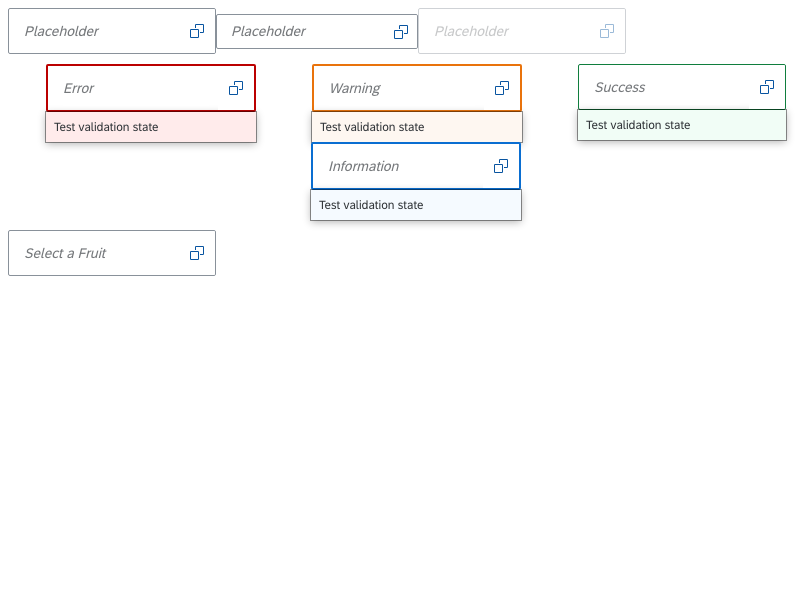 Placeholder
Placeholder
Placeholder
Error
Test validation state
Warning
Test validation state
Success
Test validation state
Information
Test validation state
Select a Fruit